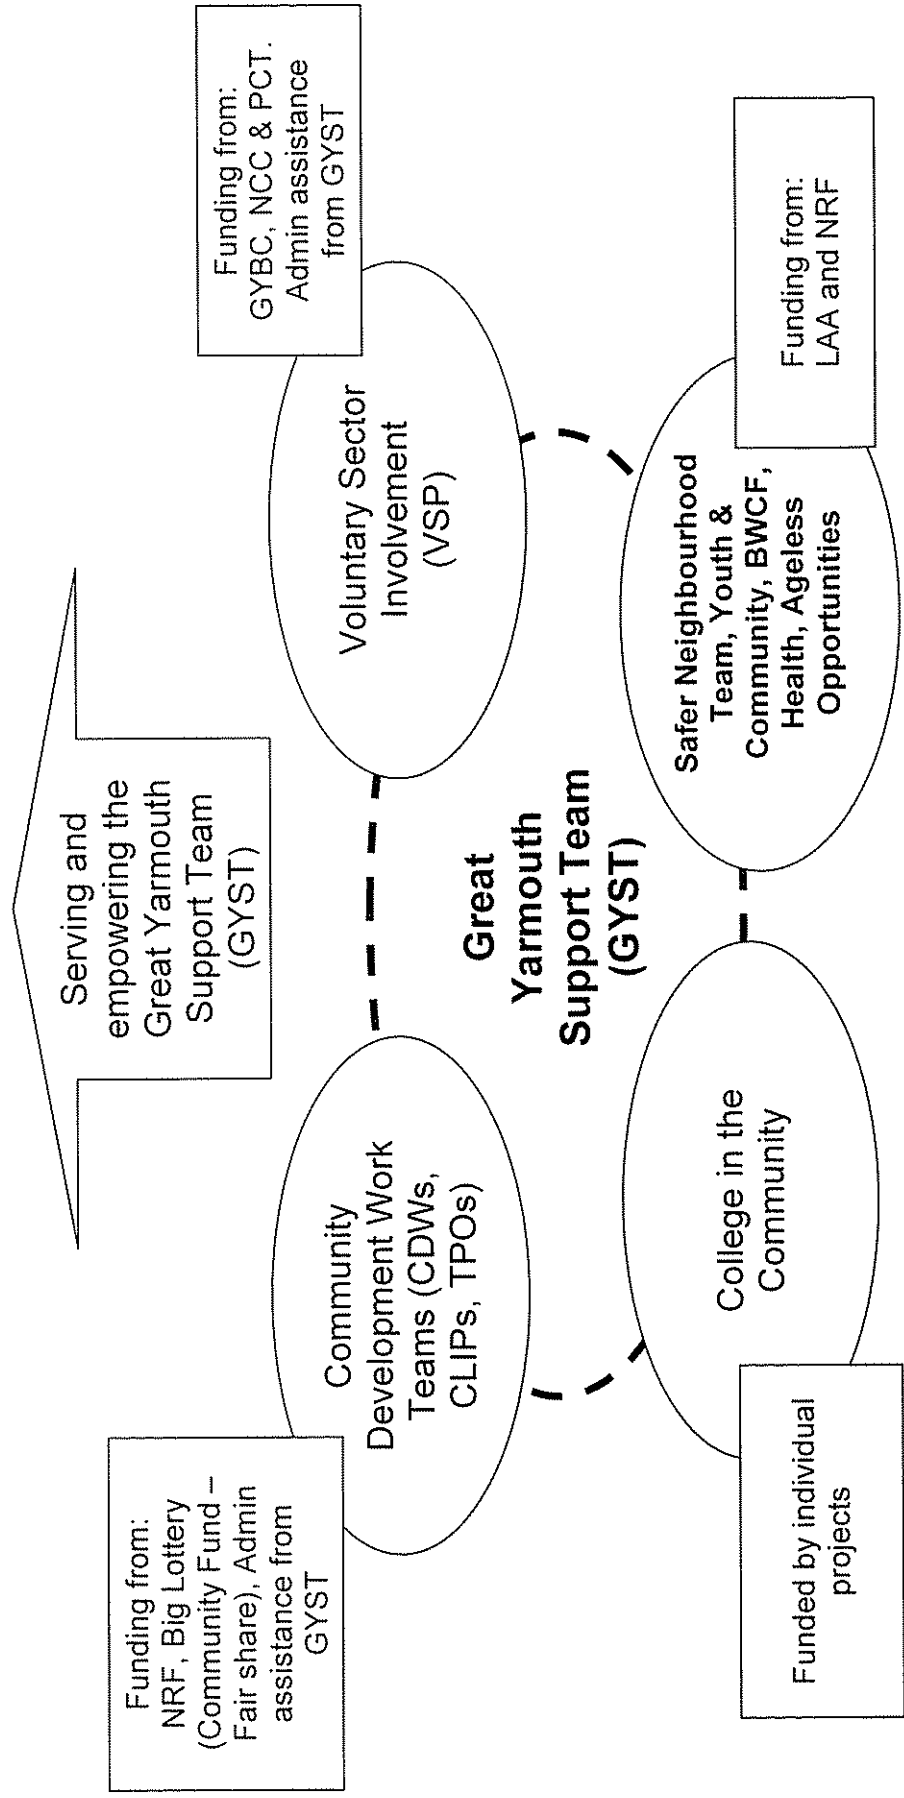 Serving and
empowering the
Great Yarmouth
Support Team
(GYST)
Funding from:
NRF, Big Lottery
(Community Fund –
Fair share), Admin
assistance from
GYST
Community
Development Work
Teams (CDWs,
CLIPs, TPOs)
Voluntary Sector
Involvement
(VSP)
Funding from:
GYBC, NCC & PCT.
Admin assistance
from GYST
Great
Yarmouth
Support Team
(GYST)
Funded by individual
projects
College in the
Community
Safer Neighbourhood
Team, Youth &
Community, BWCF,
Health, Ageless
Opportunities
Funding from:
LAA and NRF